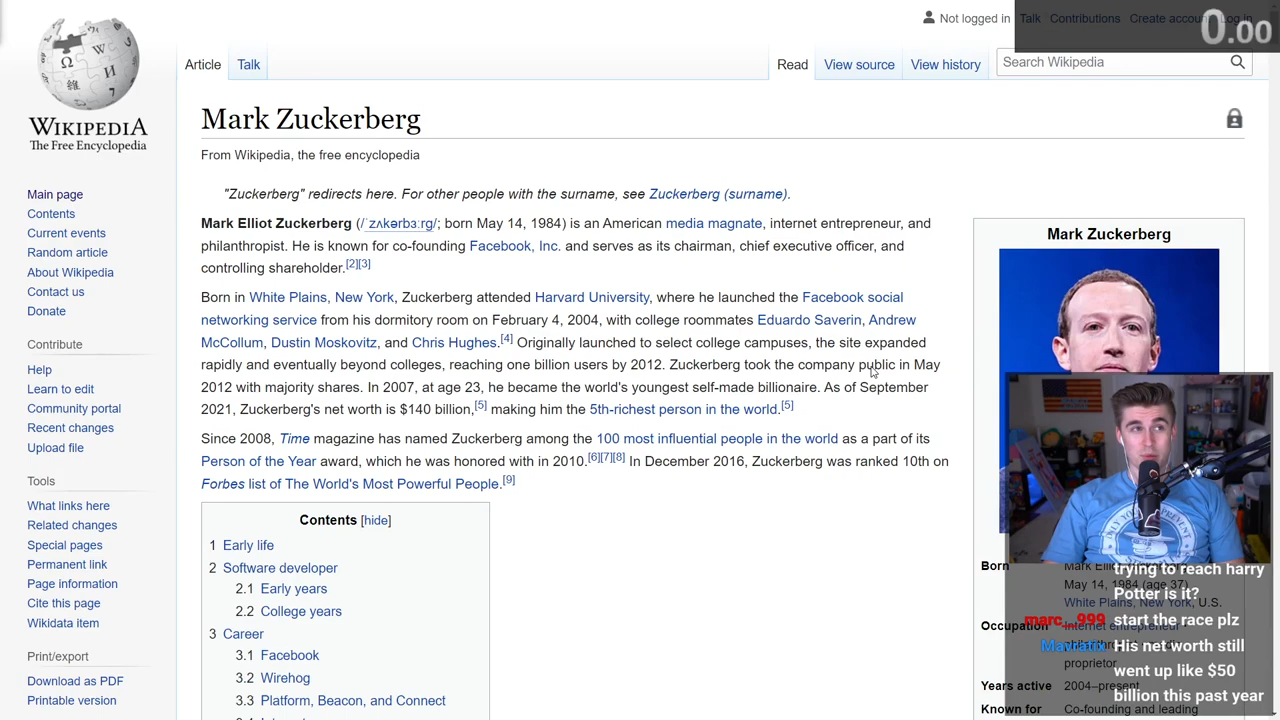 Not logged in Talk Contributions Create account Log in
0.00
WIKIPEDIA
The Free Encyclopedia
Article Talk
Read View source View history
Search Wikipedia
Main page
Contents
Current events
Random article
About Wikipedia
Contact us
Donate
Contribute
Help
Learn to edit
Community portal
Recent changes
Upload file
Tools
What links here
Related changes
Special pages
Permanent link
Page information
Cite this page
Wikidata item
Print/export
Download as PDF
Printable version
Mark Zuckerberg
From Wikipedia, the free encyclopedia
"Zuckerberg" redirects here. For other people with the surname, see Zuckerberg (surname).
Mark Elliot Zuckerberg (/ˈzʌkərbɜːrɡ/; born May 14, 1984) is an American media magnate, internet entrepreneur, and
philanthropist. He is known for co-founding Facebook, Inc. and serves as its chairman, chief executive officer, and
controlling shareholder.[2][3]
Born in White Plains, New York, Zuckerberg attended Harvard University, where he launched the Facebook social
networking service from his dormitory room on February 4, 2004, with college roommates Eduardo Saverin, Andrew
McCollum, Dustin Moskovitz, and Chris Hughes.[4] Originally launched to select college campuses, the site expanded
rapidly and eventually beyond colleges, reaching one billion users by 2012. Zuckerberg took the company public in May
2012 with majority shares. In 2007, at age 23, he became the world's youngest self-made billionaire. As of September
2021, Zuckerberg's net worth is $140 billion,[5] making him the 5th-richest person in the world.[5]
Since 2008, Time magazine has named Zuckerberg among the 100 most influential people in the world as a part of its
Person of the Year award, which he was honored with in 2010.[6][7][8] In December 2016, Zuckerberg was ranked 10th on
Forbes list of The World's Most Powerful People.[9]
Contents [hide]
1 Early life
2 Software developer
2.1 Early years
2.2 College years
3 Career
3.1 Facebook
3.2 Wirehog
3.3 Platform, Beacon, and Connect
Mark Zuckerberg
Born Mark
May 14, 1984 (age 37)
White Plains, New York, U.S.
Occupation Internet entrepreneur
proprietor
Years active 2004–present
Known for Co-founding and leading
trying to reach harry
Potter is it?
marc__999 start the race plz
Mavratix His net worth still
went up like $50
billion this past year